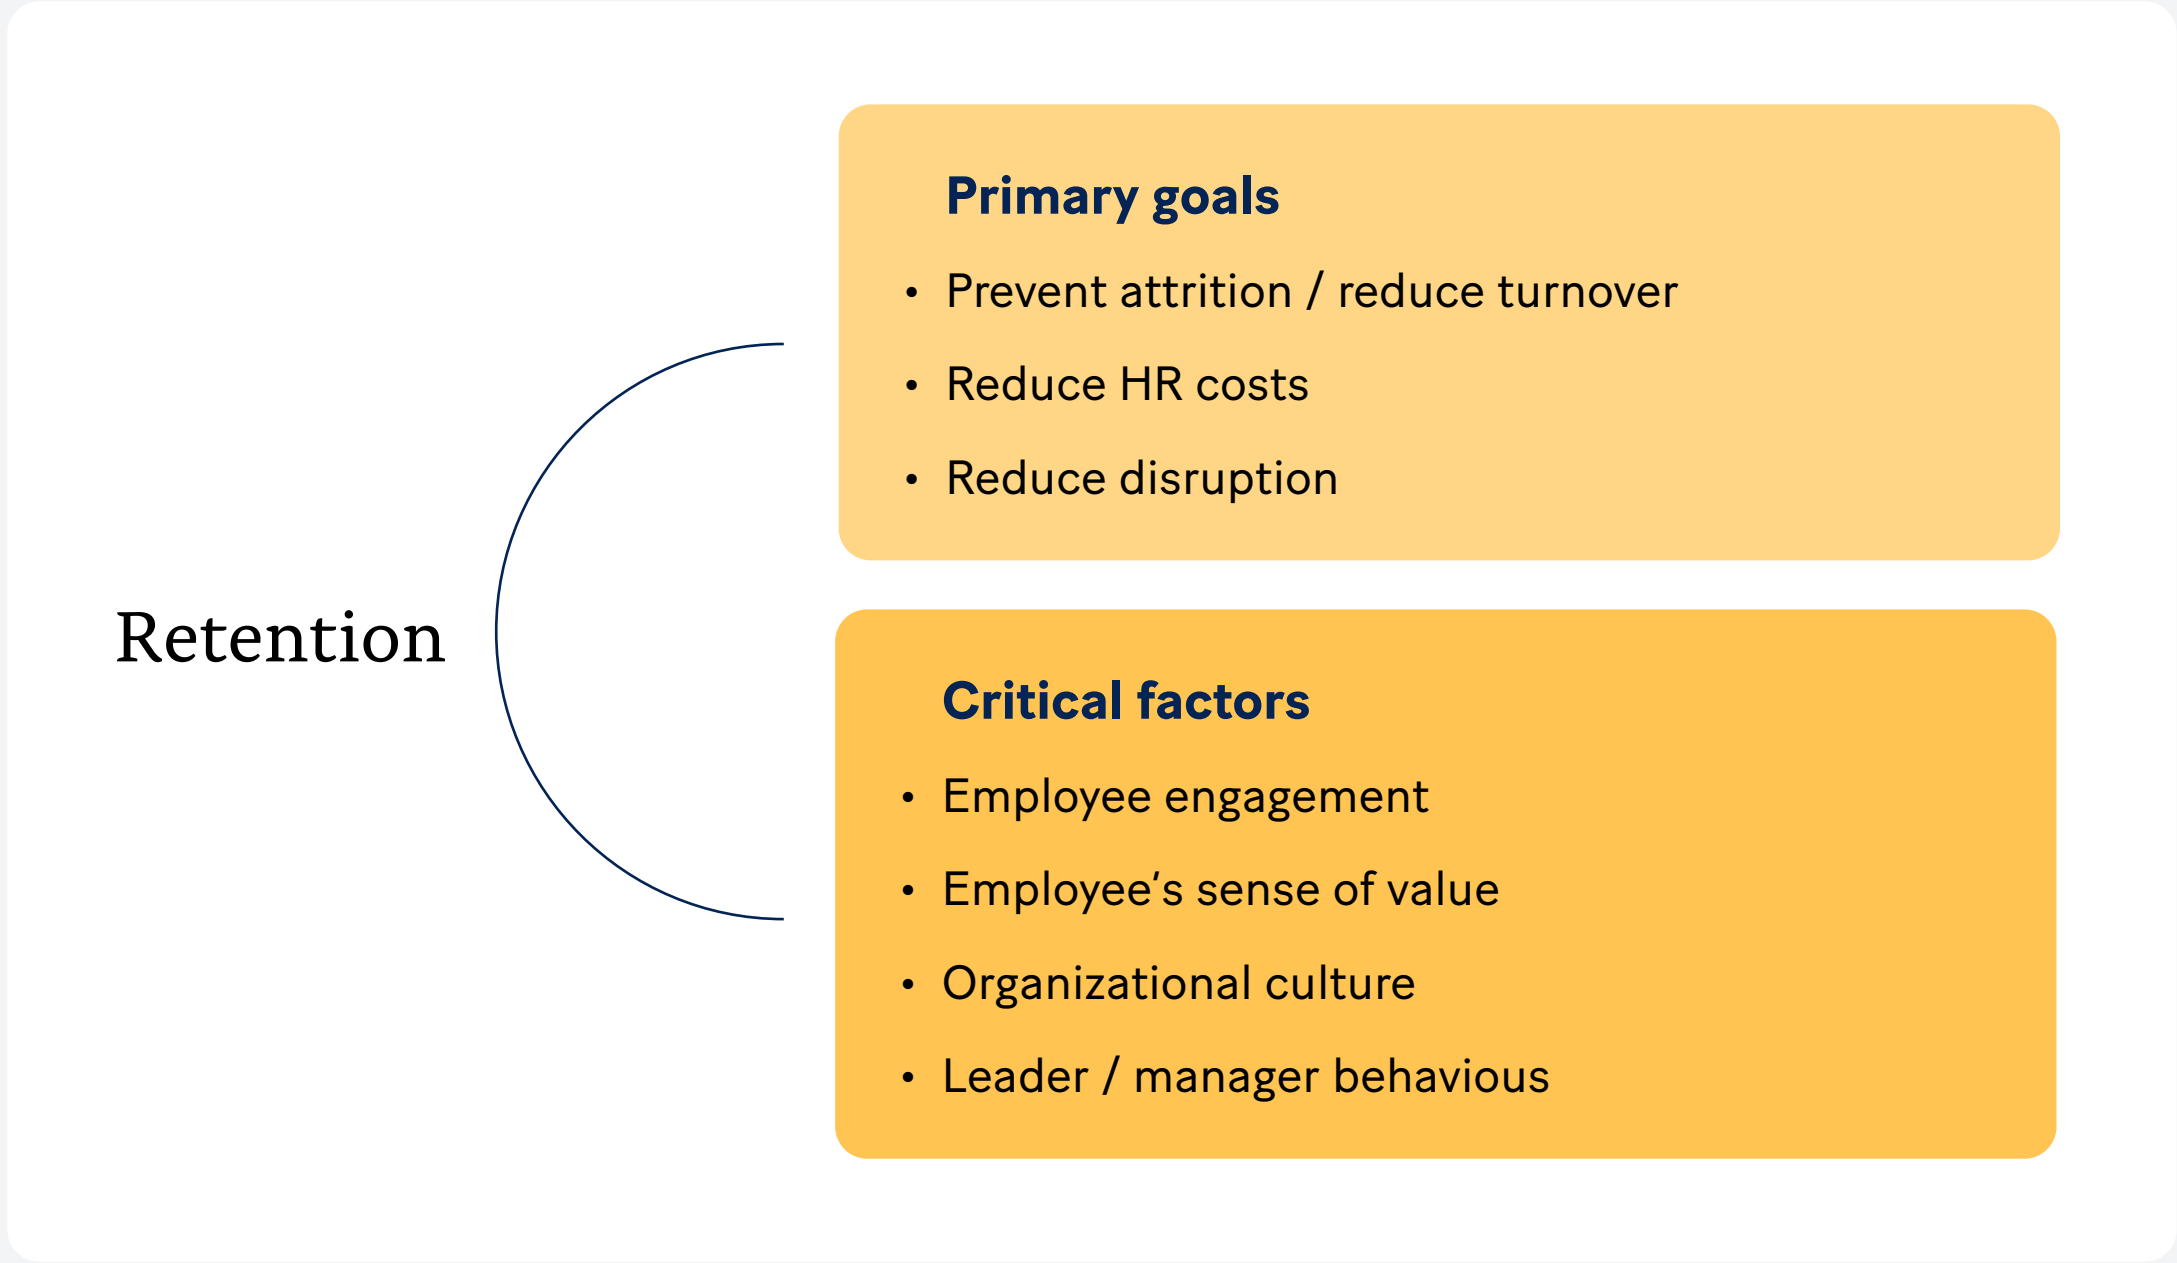 Retention
Primary goals
• Prevent attrition / reduce turnover
• Reduce HR costs
• Reduce disruption
Critical factors
• Employee engagement
• Employee's sense of value
• Organizational culture
• Leader / manager behavious